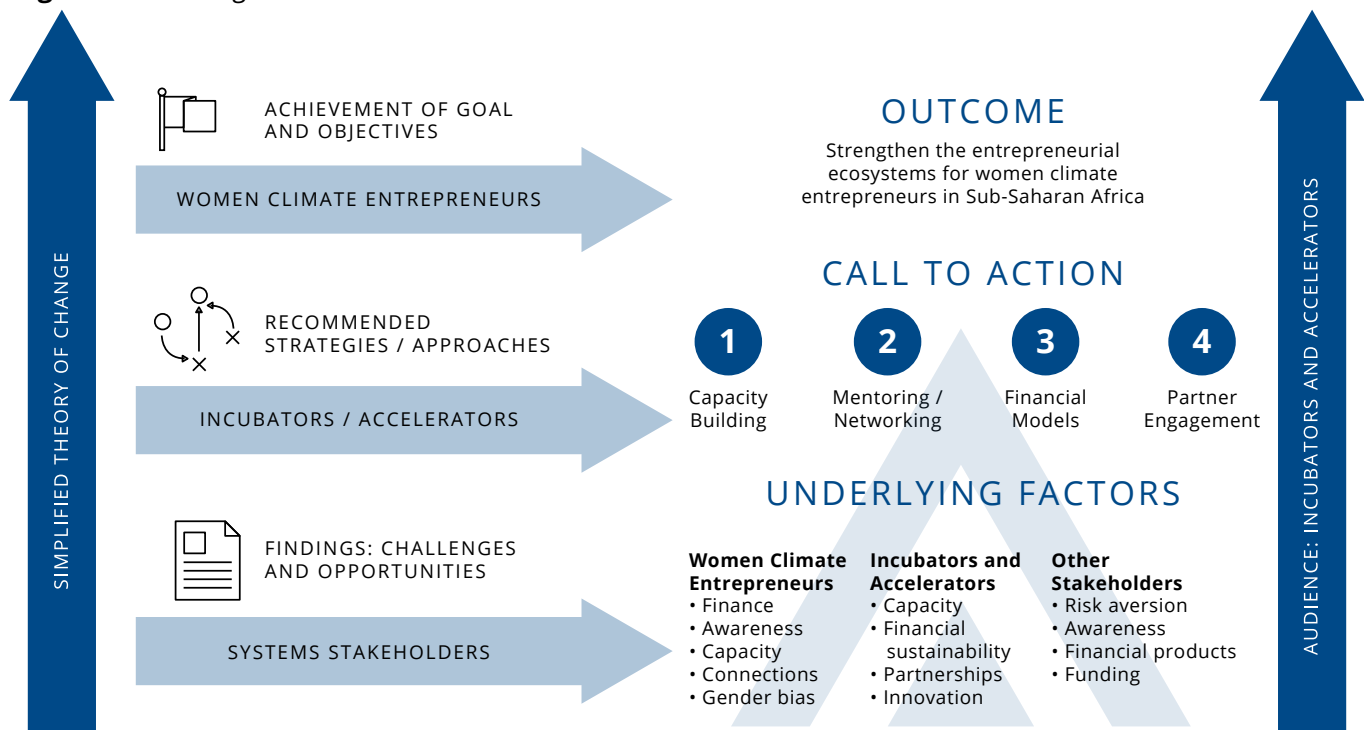 SIMPLIFIED THEORY OF CHANGE
ACHIEVEMENT OF GOAL
AND OBJECTIVES
WOMEN CLIMATE ENTREPRENEURS
OUTCOME
Strengthen the entrepreneurial
ecosystems for women climate
entrepreneurs in Sub-Saharan Africa
RECOMMENDED
STRATEGIES / APPROACHES
INCUBATORS / ACCELERATORS
CALL TO ACTION
1
Capacity
Building
2
Mentoring /
Networking
3
Financial
Models
4
Partner
Engagement
FINDINGS: CHALLENGES
AND OPPORTUNITIES
SYSTEMS STAKEHOLDERS
UNDERLYING FACTORS
Women Climate
Entrepreneurs
• Finance
• Awareness
• Capacity
• Connections
• Gender bias
Incubators and
Accelerators
• Capacity
• Financial
sustainability
• Partnerships
• Innovation
Other
Stakeholders
• Risk aversion
• Awareness
• Financial products
• Funding
AUDIENCE: INCUBATORS AND ACCELERATORS